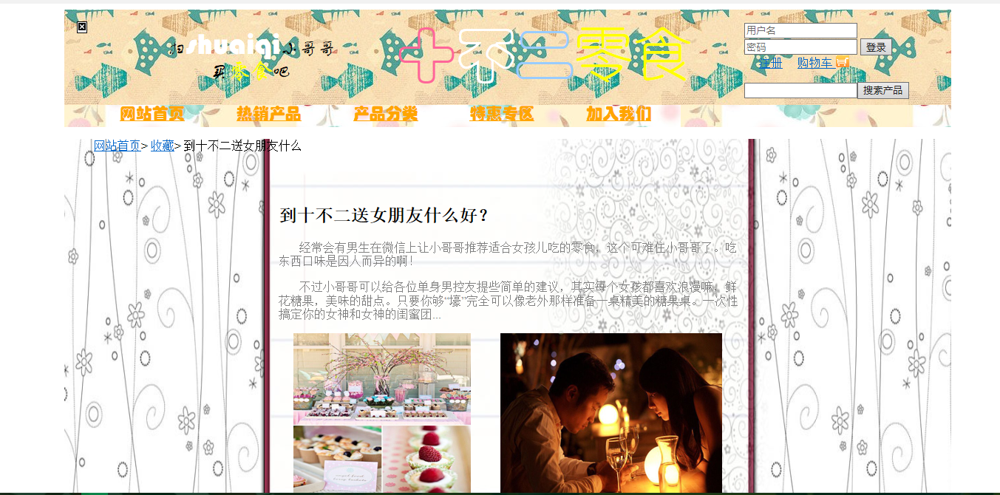 扫shuaiqi小哥哥
买零食吧
十不二零食
用户名
密码
登录
注册 购物车
搜索产品
网站首页 热销产品 产品分类 特惠专区 加入我们
网站首页> 收藏> 到十不二送女朋友什么
到十不二送女朋友什么好？
经常会有男生在微信上让小哥哥推荐适合女孩儿吃的零食，这个可难住小哥哥了。吃
东西口味是因人而异的啊！
不过小哥哥可以给各位单身男控友提些简单的建议，其实每个女孩都喜欢浪漫嘛，鲜
花糖果，美味的甜点。只要你够“壕”完全可以像老外那样准备一桌精美的糖果桌。一次性
搞定你的女神和女神的闺蜜团...